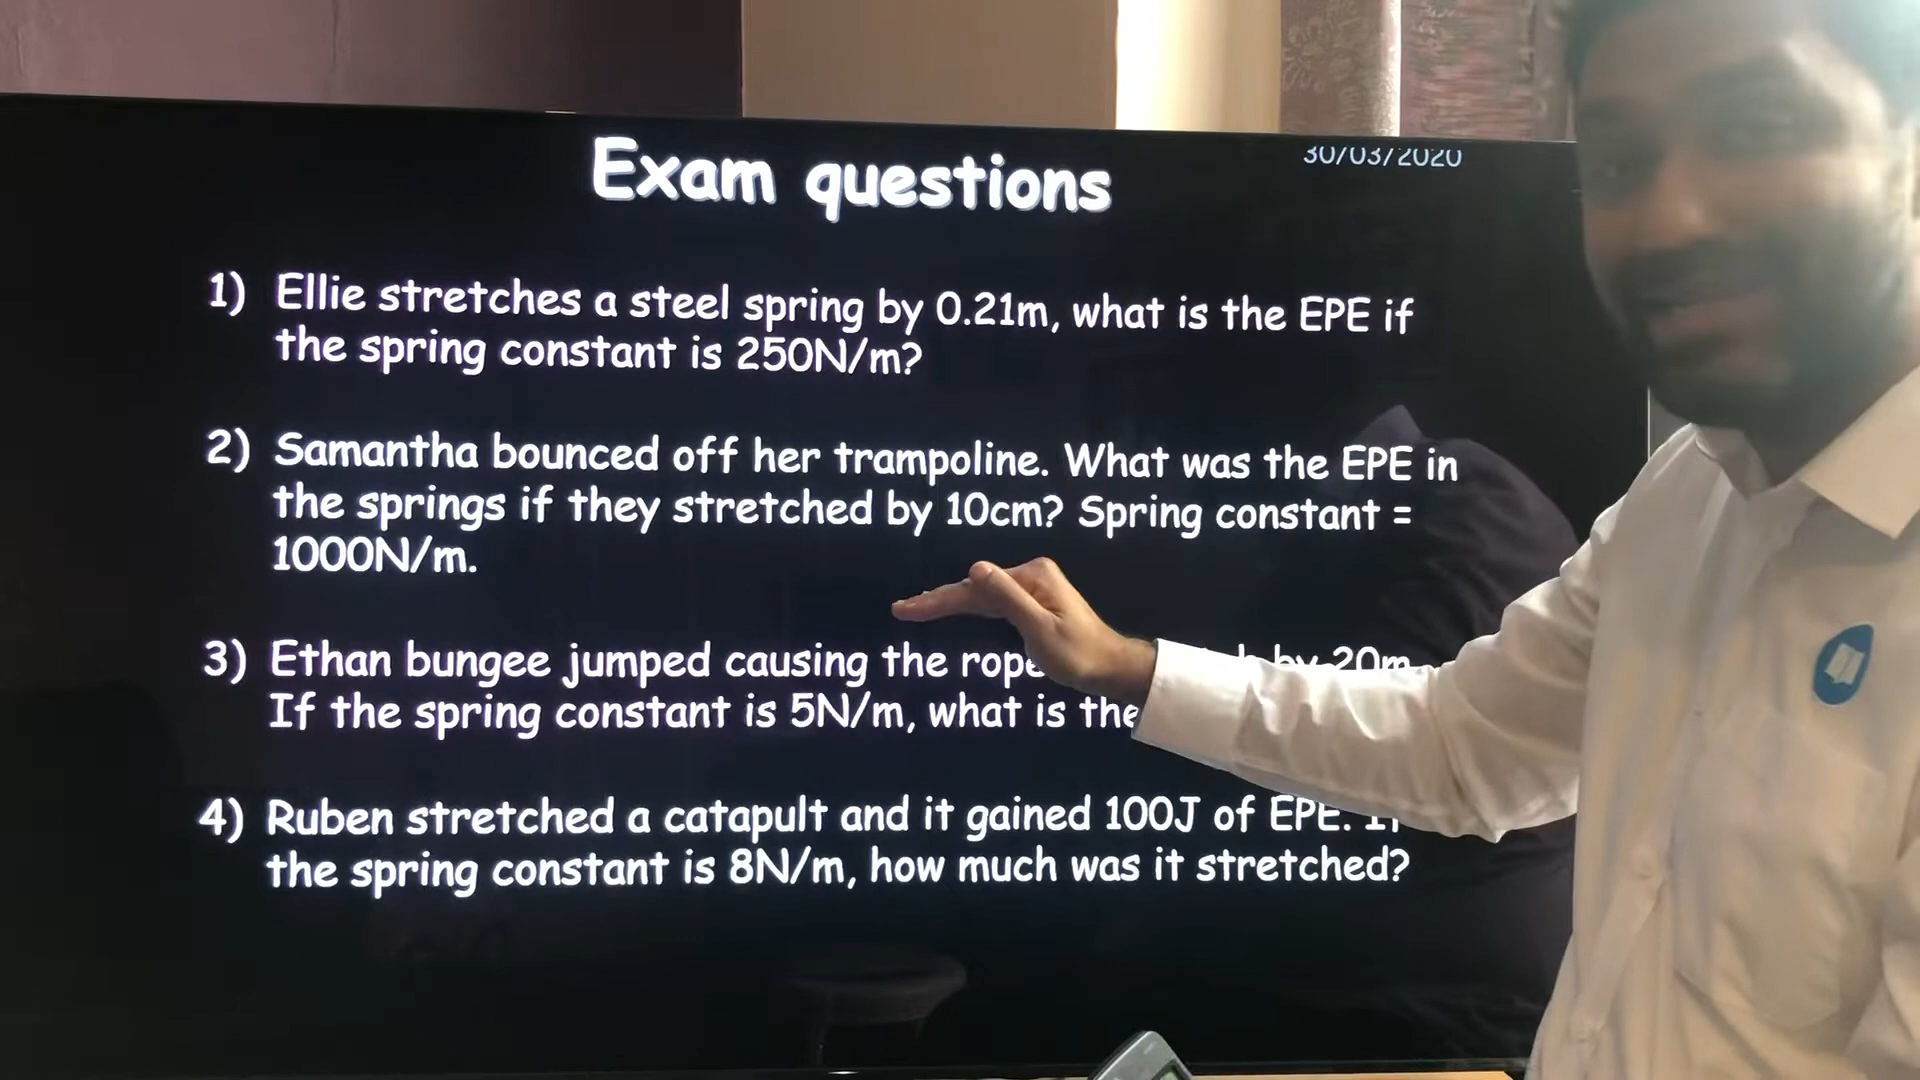 Exam questions
30/03/2020
1) Ellie stretches a steel spring by 0.21m, what is the EPE if
the spring constant is 250N/m?
2) Samantha bounced off her trampoline. What was the EPE in
the springs if they stretched by 10cm? Spring constant =
1000N/m.
3) Ethan bungee jumped causing the rope by 20m.
If the spring constant is 5N/m, what is the
4) Ruben stretched a catapult and it gained 100J of EPE. If
the spring constant is 8N/m, how much was it stretched?